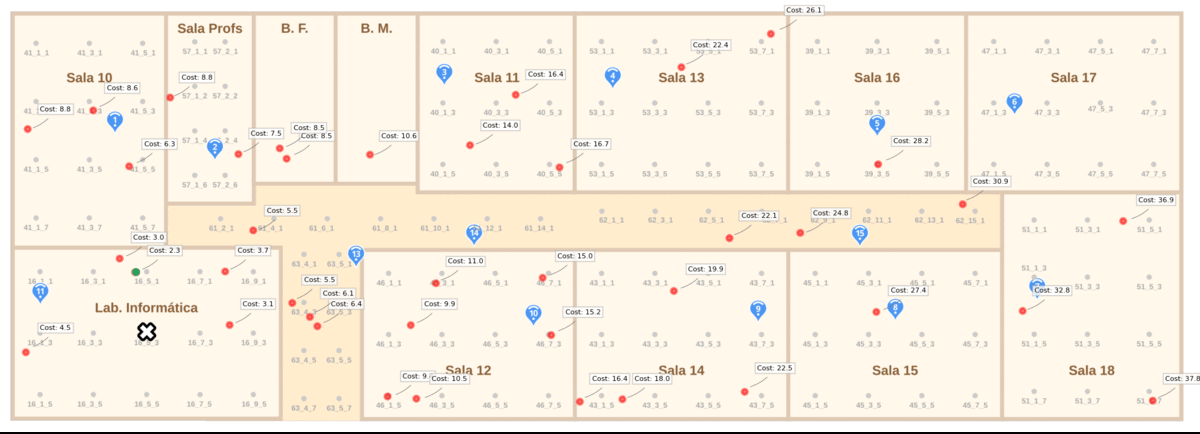 Cost: 26.1
Sala Profs
B. F.
B. M.
41_1_1
41_3_1
41_5_1
57_1_1
57_2_1
40_1_1
40_3_1
40_5_1
53_1_1
53_3_1
Cost: 22.4
53_7_1
39_1_1
39_3_1
39_5_1
47_1_1
47_3_1
47_5_1
47_7_1
Sala 10
Cost: 8.8
3
4
Sala 11
Cost: 16.4
Sala 13
Sala 16
Sala 17
Cost: 8.6
57_1_2
57_2_2
6
Cost: 8.8
1
41_5_3
40_1_3
40_5_3
53_1_3
53_3_3
53_5_3
53_7_3
39_1_3
5
39_5_3
47_1_3
47_3_3
47_5_3
47_7_3
Cost: 8.5
Cost: 8.5
Cost: 14.0
Cost: 7.5
Cost: 10.6
2
Cost: 6.3
Cost: 16.7
Cost: 28.2
41_1_5
41_3_5
41_5_5
57_1_6
57_2_6
40_1_5
40_3_5
40_5_5
53_1_5
53_3_5
53_5_5
53_7_5
39_1_5
39_3_5
39_5_5
47_1_5
47_3_5
47_5_5
47_7_5
Cost: 30.9
Cost: 36.9
Cost: 5.5
Cost: 22.1
Cost: 24.8
41_1_7
41_3_7
41_5_7
61_2_1
61_4_1
61_6_1
61_8_1
14
61_14_1
62_1_1
62_3_1
62_5_1
15
62_11_1
62_13_1
62_15_1
51_1_1
51_3_1
51_5_1
Cost: 3.0
Cost: 2.3
Cost: 3.7
13
Cost: 11.0
Cost: 15.0
Cost: 19.9
63_4_1
63_5_1
51_1_3
51_5_3
16_1_1
16_5_1
16_7_1
16_9_1
46_1_1
46_3_1
46_5_1
46_7_1
43_1_1
43_3_1
43_5_1
43_7_1
45_1_1
45_3_1
45_5_1
45_7_1
11
Cost: 5.5
Cost: 6.1
Cost: 27.4
Cost: 32.8
Lab. Informática
Cost: 3.1
Cost: 6.4
Cost: 9.9
10
Cost: 15.2
9
8
Cost: 4.5
16_7_3
16_9_3
46_1_3
46_3_3
46_5_3
46_7_3
43_1_3
43_3_3
43_5_3
43_7_3
45_1_3
45_3_3
45_5_3
45_7_3
51_1_5
51_3_5
51_5_5
63_4_5
63_5_5
Sala 12
Sala 14
Sala 15
Sala 18
Cost: 10.5
Cost: 16.4
Cost: 18.0
Cost: 22.5
Cost: 37.8
16_1_5
16_3_5
16_5_5
16_7_5
16_9_5
63_4_7
63_5_7
46_1_5
46_3_5
46_5_5
46_7_5
43_1_5
43_3_5
43_5_5
43_7_5
45_1_5
45_3_5
45_5_5
45_7_5
51_1_7
51_3_7